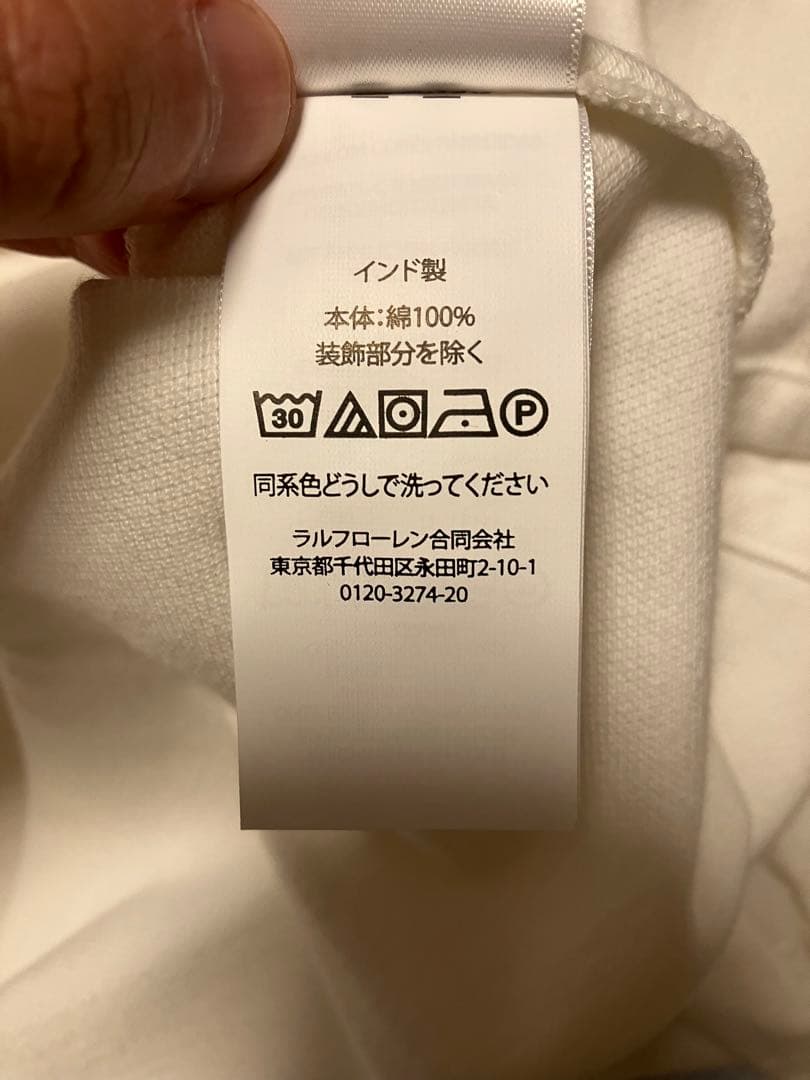 インド製
本体:綿100%
装飾部分を除く
30 P
同系色どうしで洗ってください
ラルフローレン合同会社
東京都千代田区永田町2-10-1
0120-3274-20